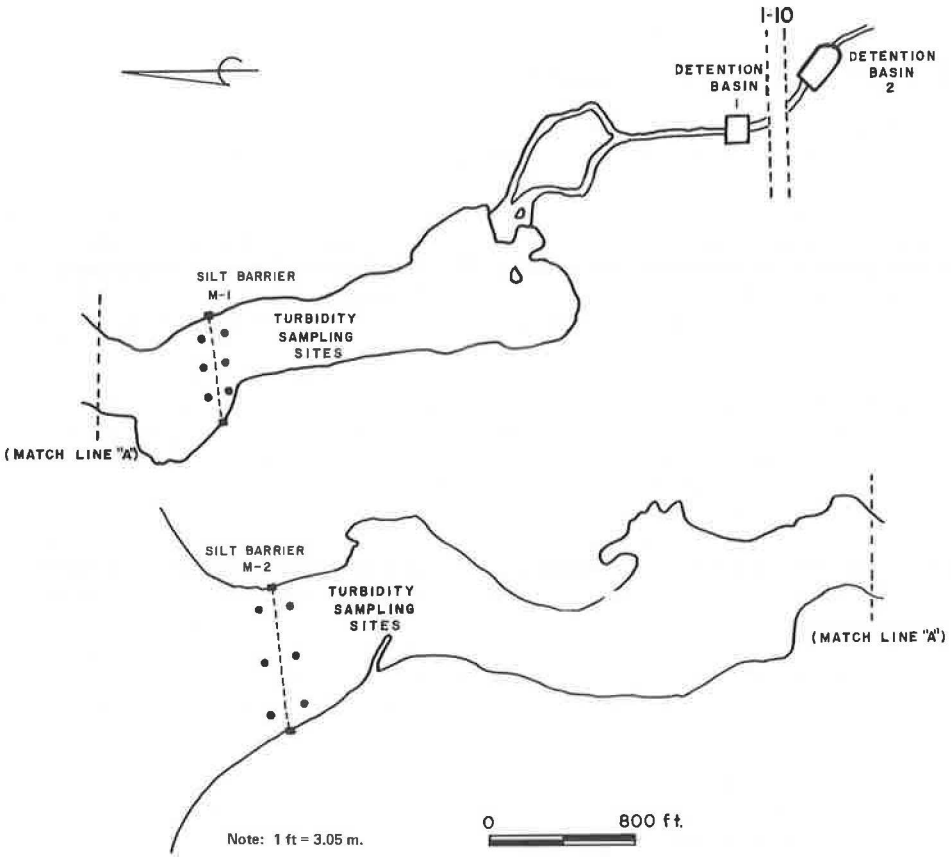 I-10
DETENTION
BASIN
DETENTION
BASIN
2
SILT BARRIER
M-1
TURBIDITY
SAMPLING
SITES
(MATCH LINE "A")
SILT BARRIER
M-2
TURBIDITY
SAMPLING
SITES
(MATCH LINE "A")
Note: 1 ft = 3.05 m.
0 800 ft.